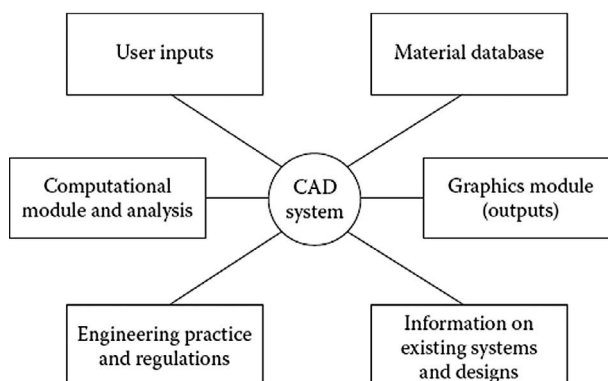 User inputs
Material database
Computational
module and analysis
CAD
system
Graphics module
(outputs)
Engineering practice
and regulations
Information on
existing systems
and designs